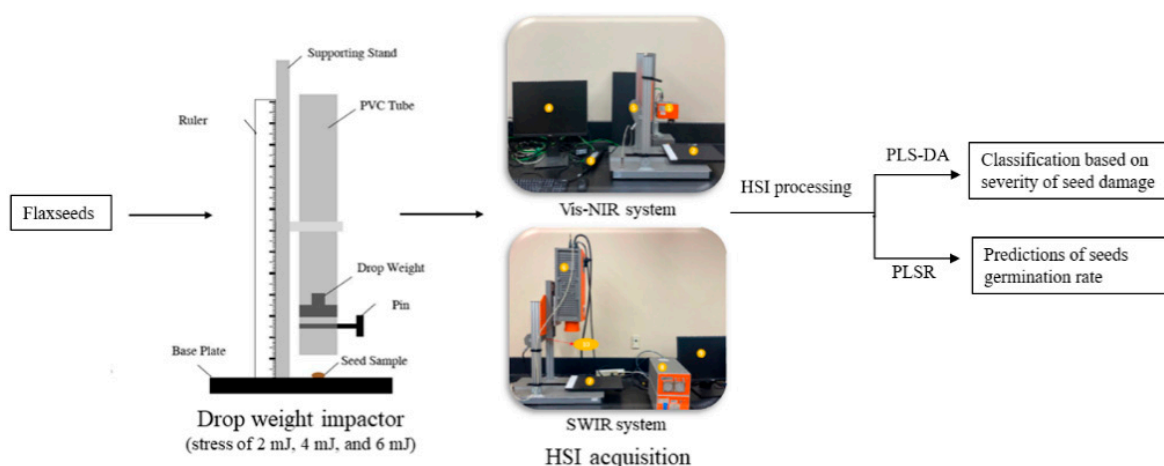 Flaxseeds
Supporting Stand
PVC Tube
Ruler
Drop Weight
Pin
Base Plate
Seed Sample
Drop weight impactor
(stress of 2 mJ, 4 mJ, and 6 mJ)
Vis-NIR system
SWIR system
HSI acquisition
HSI processing
PLS-DA
Classification based on
severity of seed damage
PLSR
Predictions of seeds
germination rate